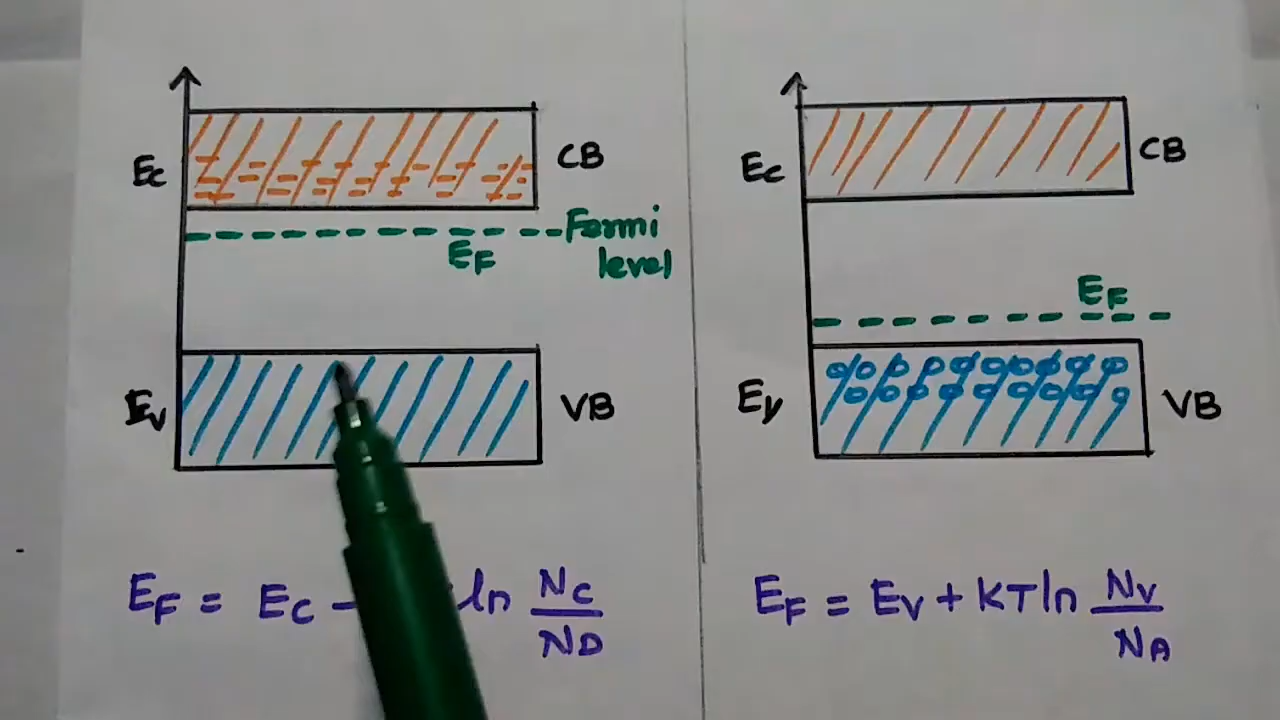 Ec
CB
Fermi
level
EF
Ev
VB
EF = Ec - ln NC
ND
Ec
CB
EF
Ev
VB
EF = Ev + KT ln NV
NA